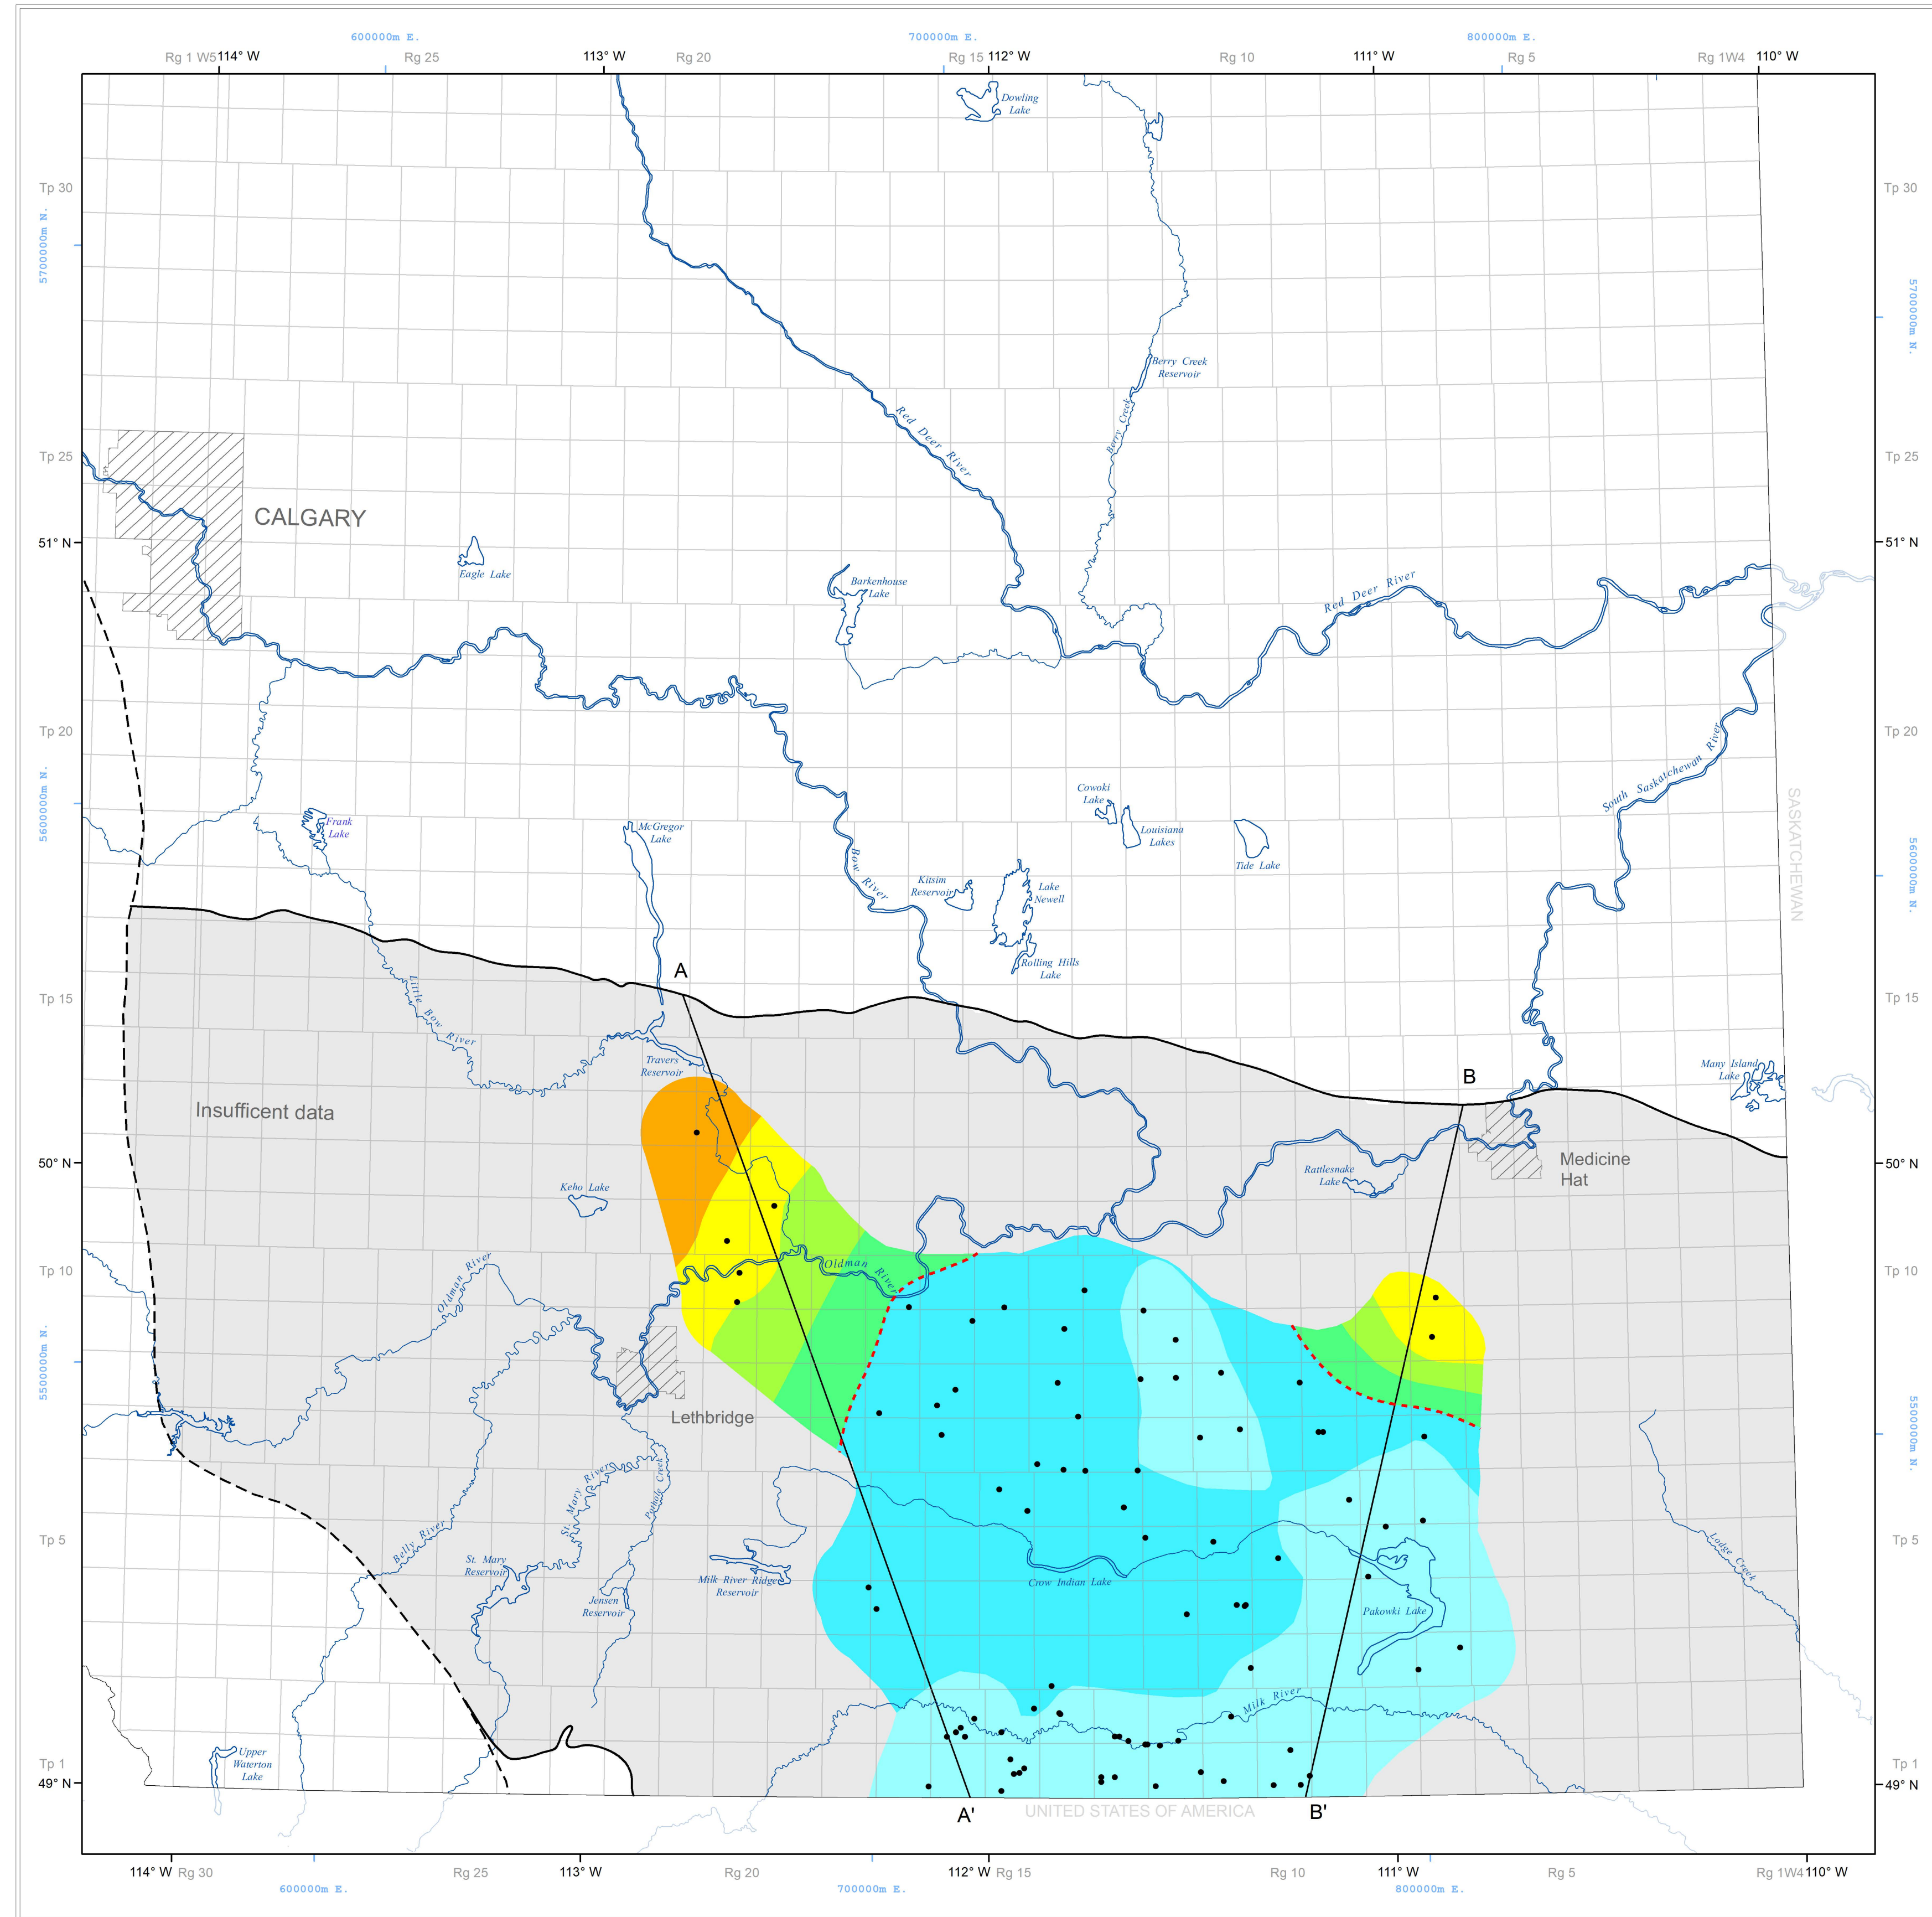 600000m E.
700000m E.
800000m E.
Rg 1 W5
114° W
Rg 25
113° W
Rg 20
Rg 15
112° W
Rg 10
111° W
Rg 5
Rg 1W4
110° W
Dowling
Lake
Tp 30
Tp 30
5700000m N.
5700000m N.
Berry Creek
Reservoir
Red Deer River
Berry Creek
Tp 25
Tp 25
CALGARY
51° N
51° N
Eagle Lake
Barkenhouse
Lake
Red Deer River
Tp 20
Tp 20
South Saskatchewan River
SASKATCHEWAN
5600000m N.
5600000m N.
Frank
Lake
McGregor
Lake
Cowoki
Lake
Louisiana
Lakes
Tide Lake
Bow River
Kitsim
Reservoir
Lake
Newell
Rolling Hills
Lake
A
Tp 15
Tp 15
Little Bow River
Travers
Reservoir
B
Many Island
Lake
Insufficent data
50° N
50° N
Medicine
Hat
Rattlesnake
Lake
Keho Lake
Tp 10
Tp 10
Oldman River
Oldman River
5500000m N.
5500000m N.
Lethbridge
St. Mary River
Pothole Creek
Belly River
Tp 5
Tp 5
Lodge Creek
St. Mary
Reservoir
Milk River Ridge
Reservoir
Crow Indian Lake
Jensen
Reservoir
Pakowki Lake
Milk River
Upper
Waterton
Lake
Tp 1
Tp 1
49° N
49° N
A'
UNITED STATES OF AMERICA
B'
114° W
Rg 30
Rg 25
113° W
Rg 20
112° W
Rg 15
Rg 10
111° W
Rg 5
Rg 1W4
110° W
600000m E.
700000m E.
800000m E.